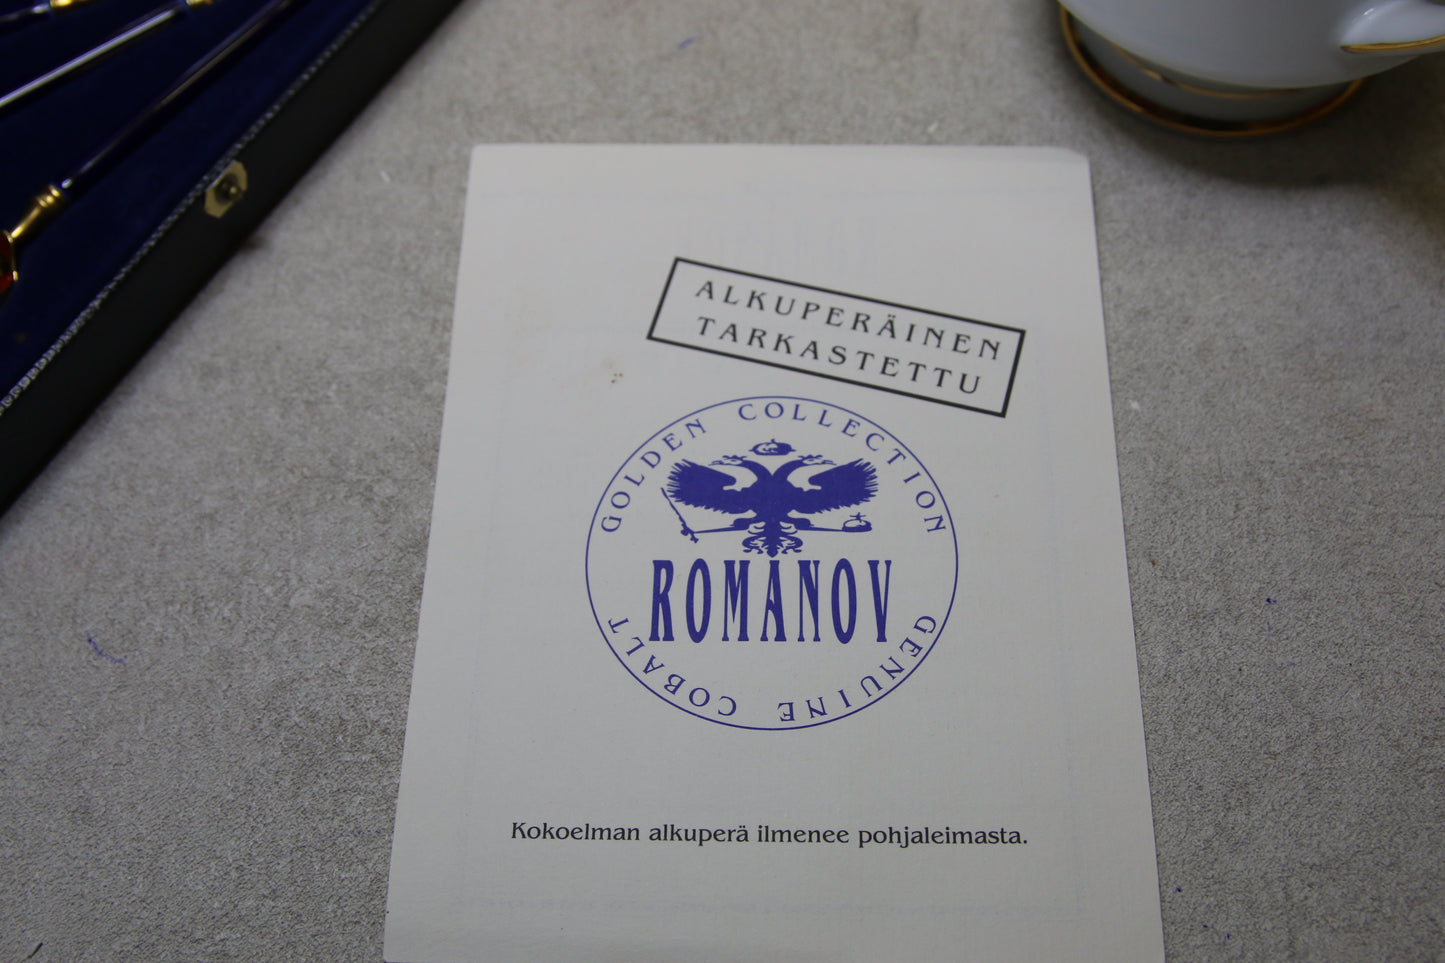 ALKUPERÄINEN
TARKASTETTU
GOLDEN COLLECTION
ROMANOV
GENUINE COBALT
Kokoelman alkuperä ilmenee pohjaleimasta.